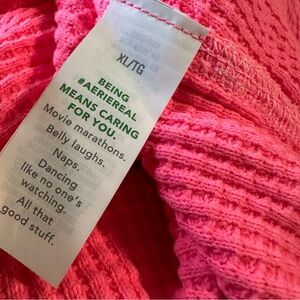 XL/TG
BEING
#AERIEREAL
MEANS CARING
FOR YOU.
Movie marathons.
Belly laughs.
Naps.
Dancing
like no one's
watching.
All that
good stuff.